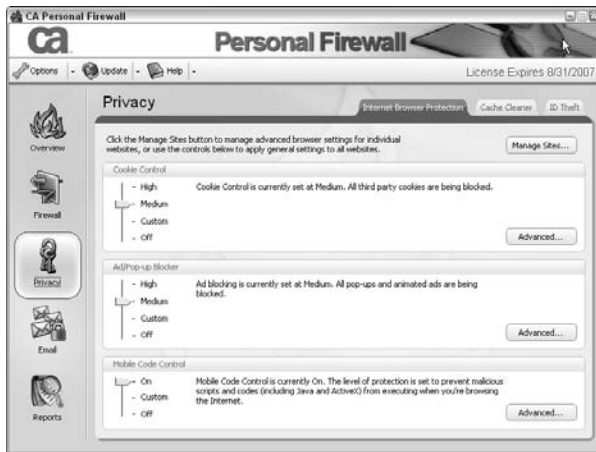 CA Personal Firewall
ca
Personal Firewall
Options
Update
Help
License Expires 8/31/2007
Privacy
Internet Browser Protection
Cache Cleaner
ID Theft
Click the Manage Sites button to manage advanced browser settings for individual
websites, or use the controls below to apply general settings to all websites.
Manage Sites...
Overview
Firewall
Privacy
Email
Reports
Cookie Control
- High
- Medium
- Custom
- Off
Cookie Control is currently set at Medium. All third party cookies are being blocked.
Advanced...
Ad/Pop-up Blocker
- High
- Medium
- Custom
- Off
Ad blocking is currently set at Medium. All pop-ups and animated ads are being
blocked.
Advanced...
Mobile Code Control
- On
- Custom
- Off
Mobile Code Control is currently On. The level of protection is set to prevent malicious
scripts and codes (including Java and ActiveX) from executing when you're browsing
the Internet.
Advanced...